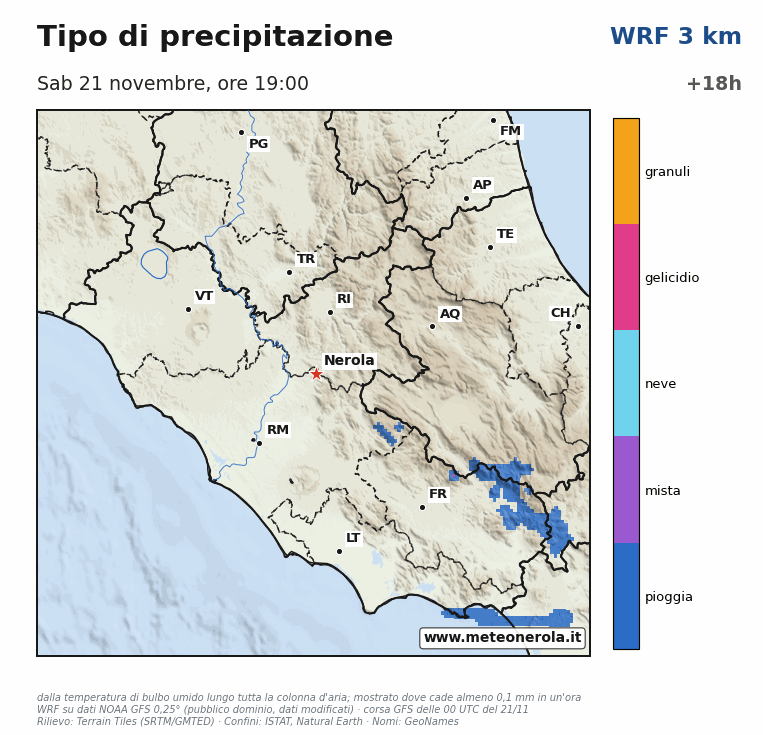 Tipo di precipitazione
WRF 3 km
Sab 21 novembre, ore 19:00
+18h
FM
PG
granuli
AP
TE
TR
gelicidio
VT
RI
AQ
CH
Nerola
neve
RM
FR
mista
LT
pioggia
www.meteonerola.it
dalla temperatura di bulbo umido lungo tutta la colonna d'aria; mostrato dove cade almeno 0,1 mm in un'ora
WRF su dati NOAA GFS 0,25° (pubblico dominio, dati modificati) · corsa GFS delle 00 UTC del 21/11
Rilievo: Terrain Tiles (SRTM/GMTED) · Confini: ISTAT, Natural Earth · Nomi: GeoNames